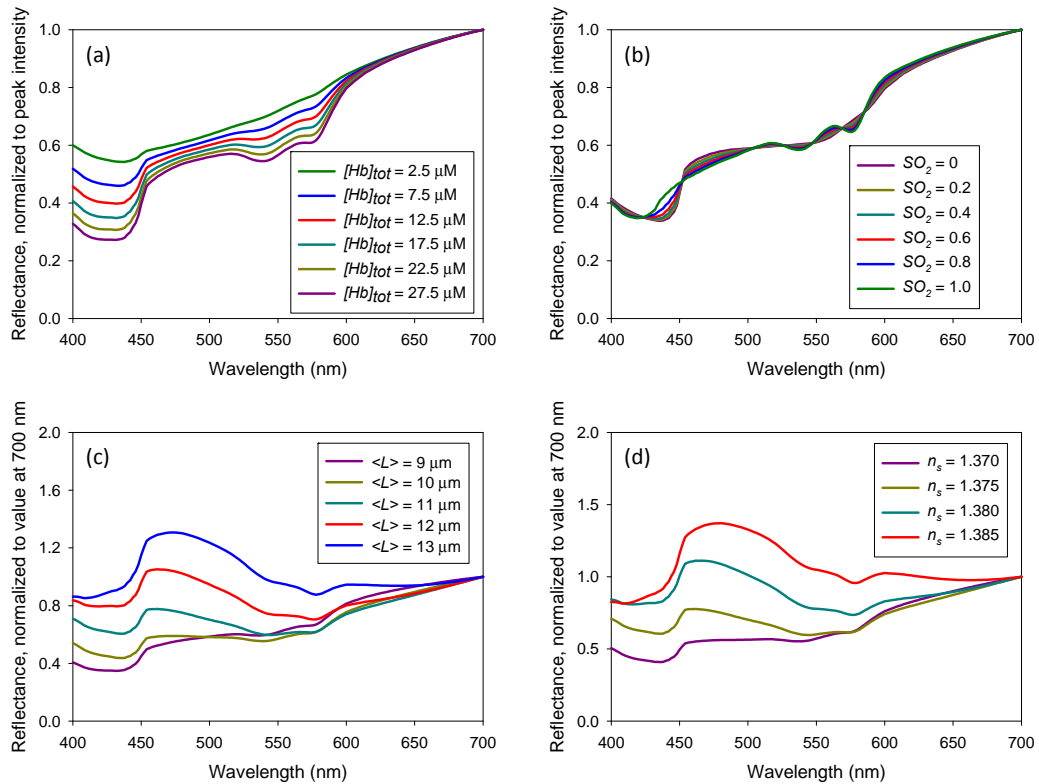 (a)
Reflectance, normalized to peak intensity
1.0
0.8
0.6
0.4
0.2
0.0
[Hb]tot = 2.5 μM
[Hb]tot = 7.5 μM
[Hb]tot = 12.5 μM
[Hb]tot = 17.5 μM
[Hb]tot = 22.5 μM
[Hb]tot = 27.5 μM
400 450 500 550 600 650 700
Wavelength (nm)
(b)
Reflectance, normalized to peak intensity
1.0
0.8
0.6
0.4
0.2
0.0
SO2 = 0
SO2 = 0.2
SO2 = 0.4
SO2 = 0.6
SO2 = 0.8
SO2 = 1.0
400 450 500 550 600 650 700
Wavelength (nm)
(c)
Reflectance, normalized to value at 700 nm
2.0
1.6
1.2
0.8
0.4
0.0
<L> = 9 μm
<L> = 10 μm
<L> = 11 μm
<L> = 12 μm
<L> = 13 μm
400 450 500 550 600 650 700
Wavelength (nm)
(d)
Reflectance, normalized to value at 700 nm
2.0
1.5
1.0
0.5
0.0
ns = 1.370
ns = 1.375
ns = 1.380
ns = 1.385
400 450 500 550 600 650 700
Wavelength (nm)